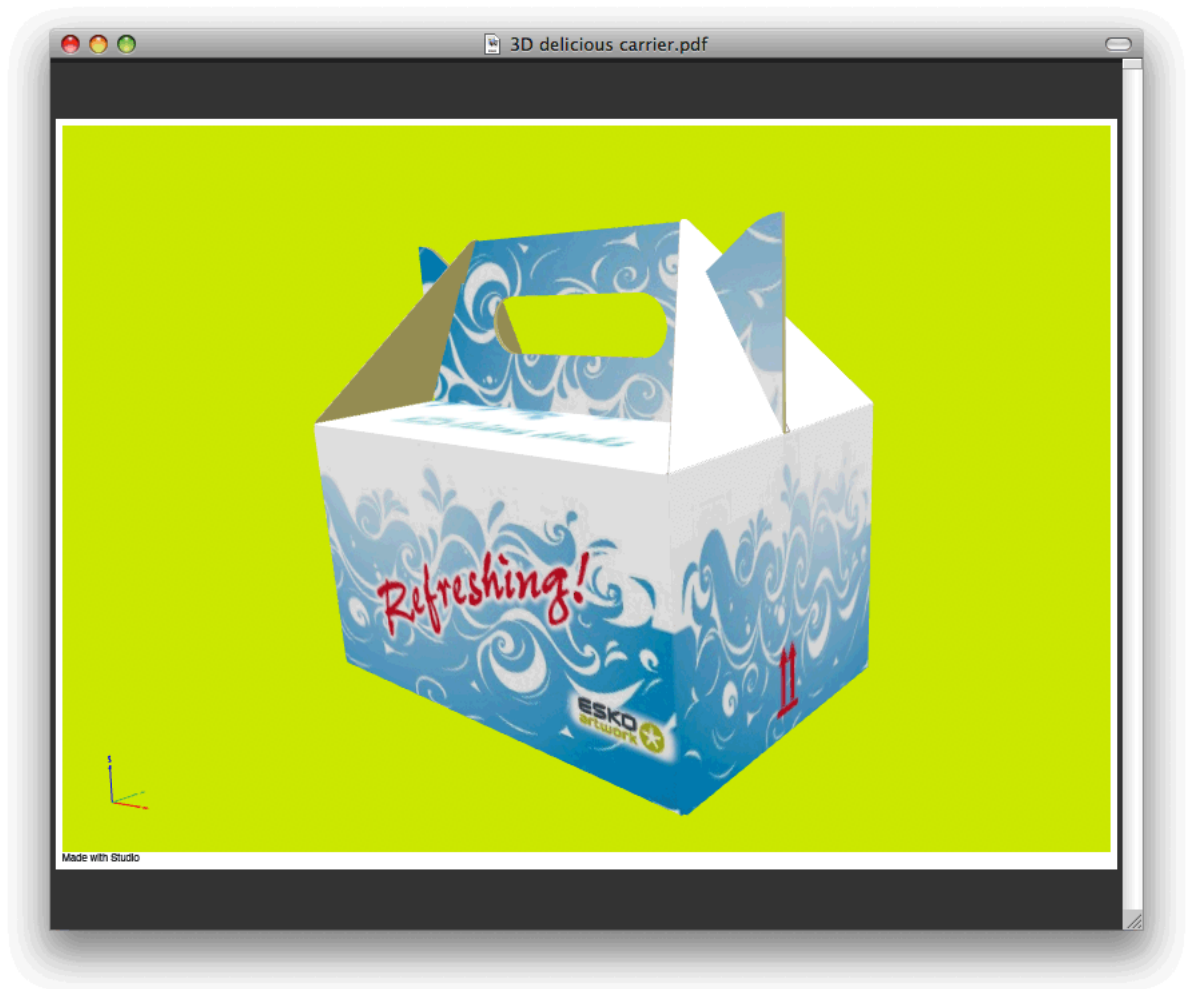 3D delicious carrier.pdf
Refreshing!
ESKO
artwork
Made with Studio